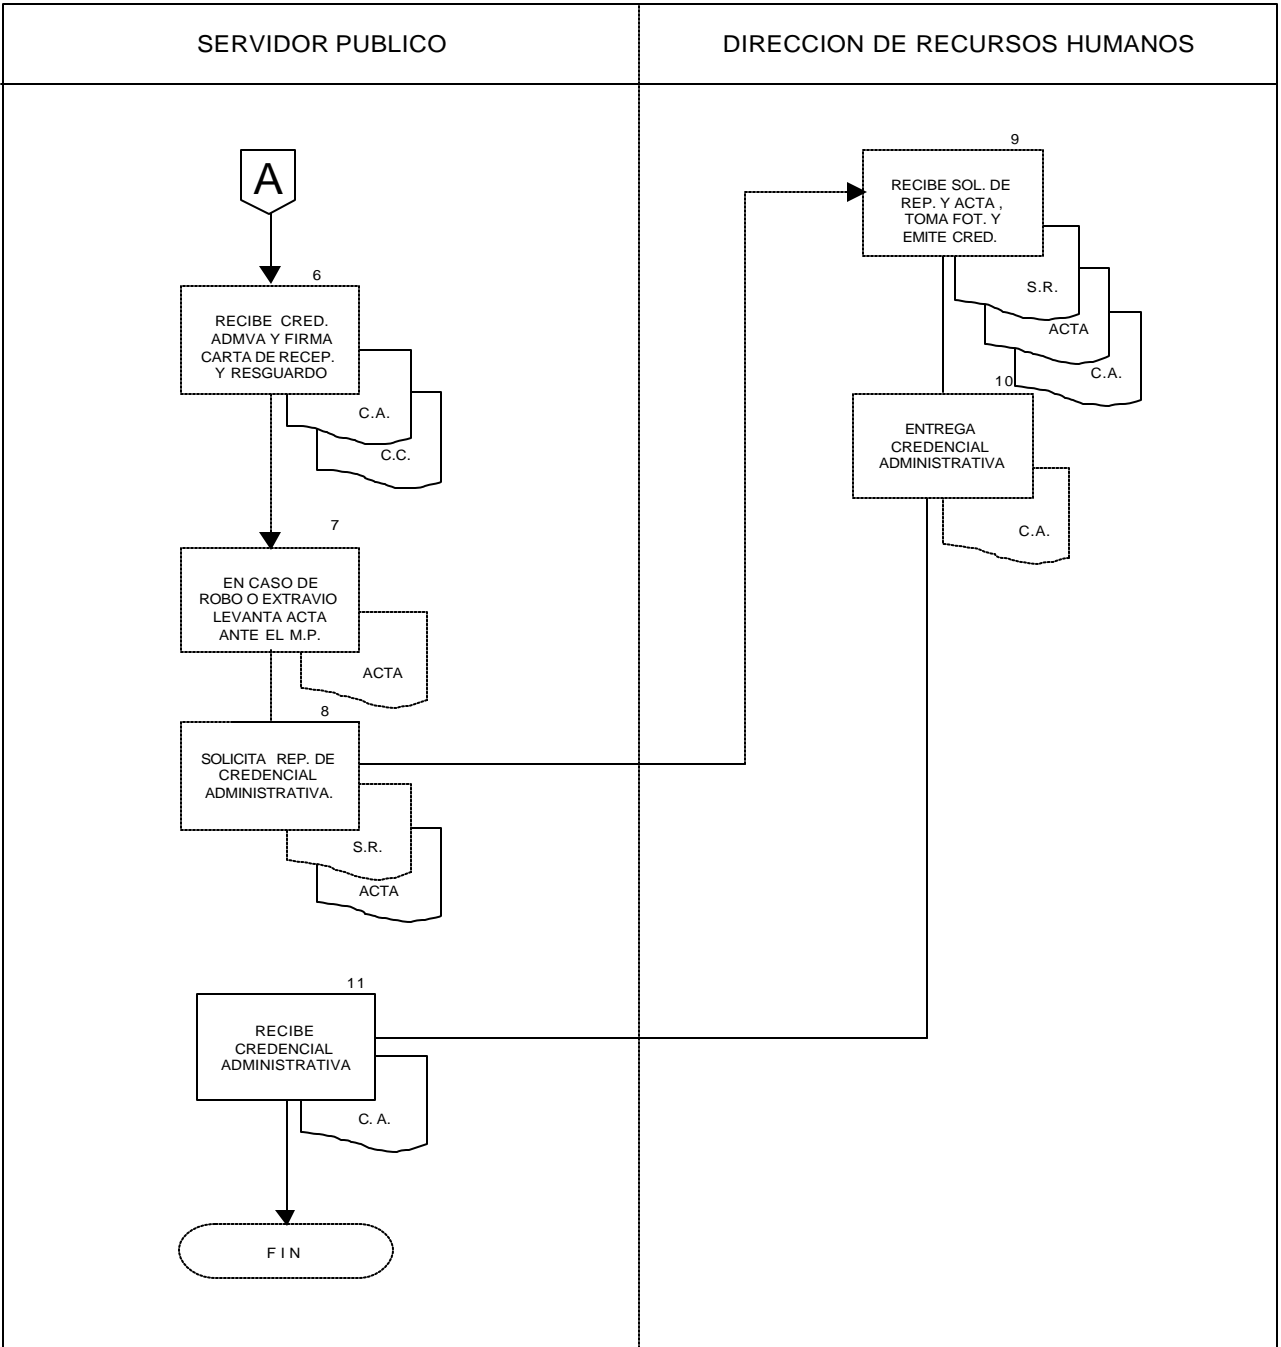 SERVIDOR PUBLICO
DIRECCION DE RECURSOS HUMANOS
A
6
RECIBE CRED.
ADMVA Y FIRMA
CARTA DE RECEP.
Y RESGUARDO
C.A.
C.C.
7
EN CASO DE
ROBO O EXTRAVIO
LEVANTA ACTA
ANTE EL M.P.
ACTA
8
SOLICITA REP. DE
CREDENCIAL
ADMINISTRATIVA.
S.R.
ACTA
9
RECIBE SOL. DE
REP. Y ACTA ,
TOMA FOT. Y
EMITE CRED.
S.R.
ACTA
C.A.
10
ENTREGA
CREDENCIAL
ADMINISTRATIVA
C.A.
11
RECIBE
CREDENCIAL
ADMINISTRATIVA
C. A.
F I N